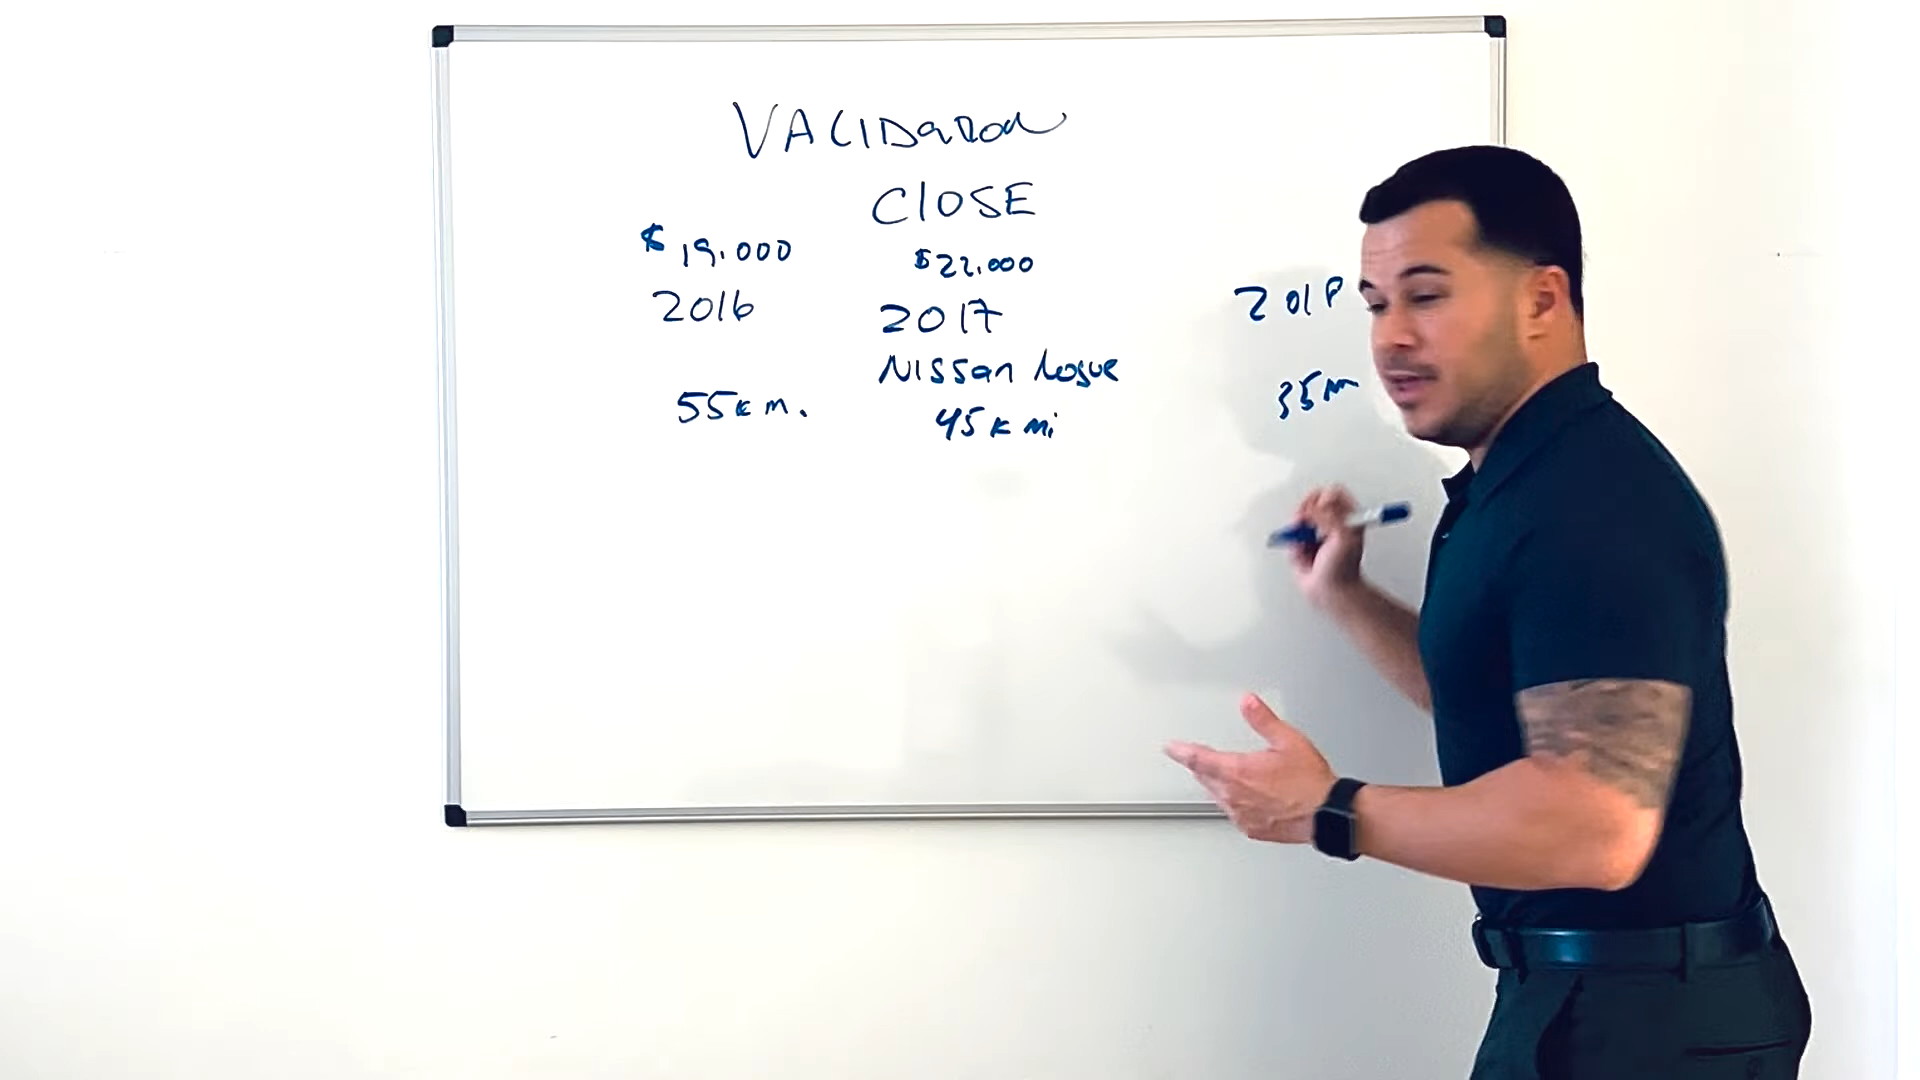 VALIDATION
CLOSE
$19.000 $22.000
2016 2017 2018
Nissan Rogue
55K m. 45K mi 35m